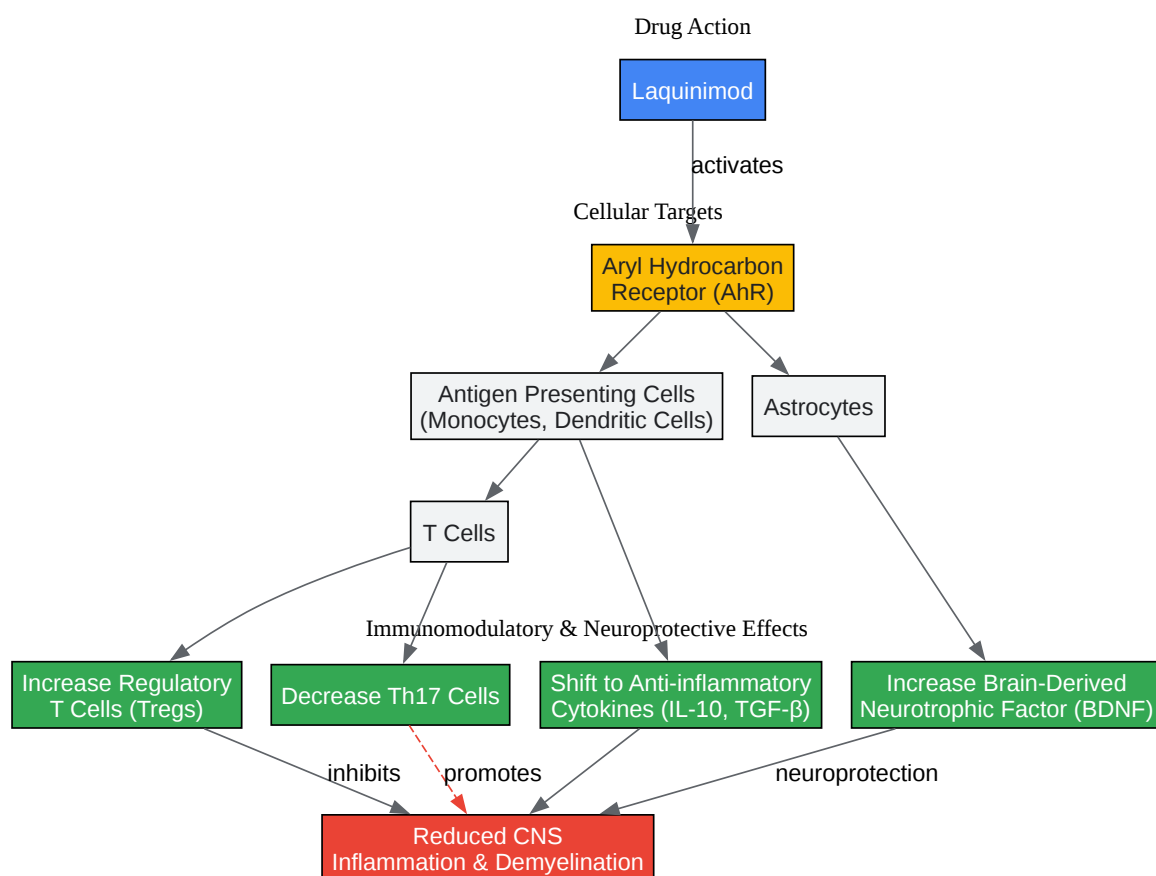 Drug Action
Laquinimod
activates
Cellular Targets
Aryl Hydrocarbon
Receptor (AhR)
Antigen Presenting Cells
(Monocytes, Dendritic Cells)
Astrocytes
T Cells
Immunomodulatory & Neuroprotective Effects
Increase Regulatory
T Cells (Tregs)
Decrease Th17 Cells
Shift to Anti-inflammatory
Cytokines (IL-10, TGF-β)
Increase Brain-Derived
Neurotrophic Factor (BDNF)
inhibits
promotes
neuroprotection
Reduced CNS
Inflammation & Demyelination